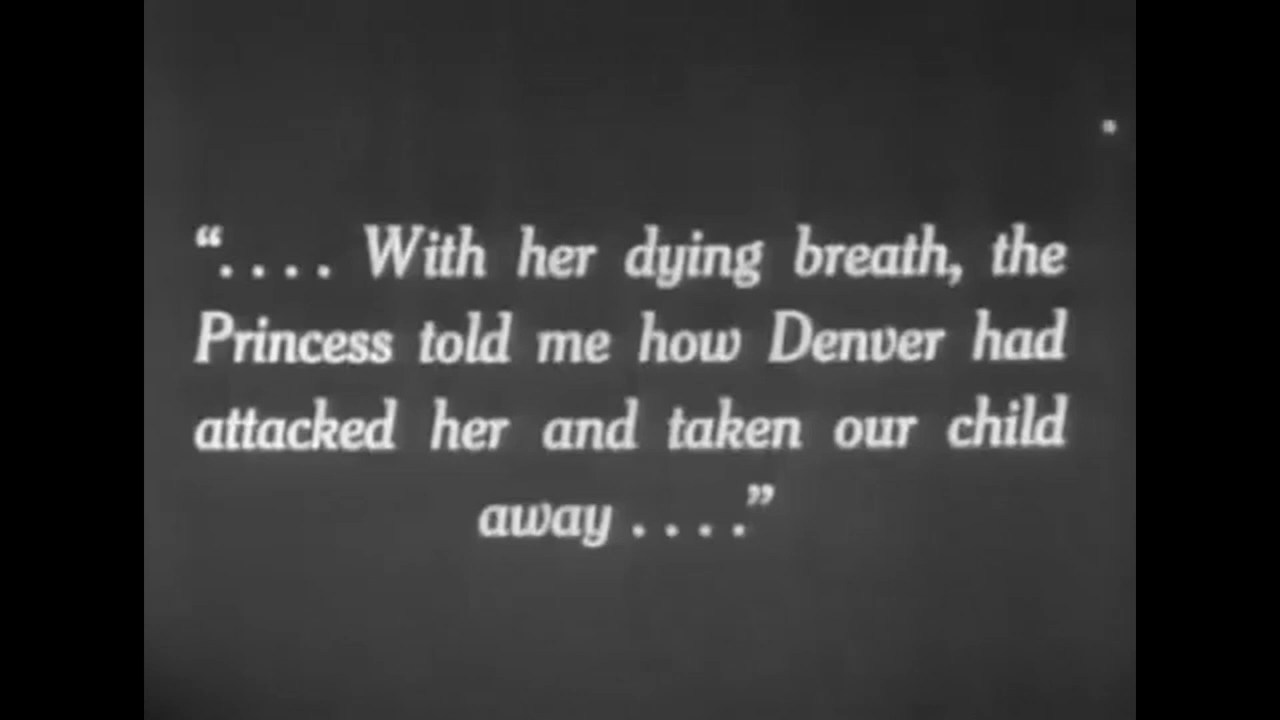 “.... With her dying breath, the
Princess told me how Denver had
attacked her and taken our child
away ....”